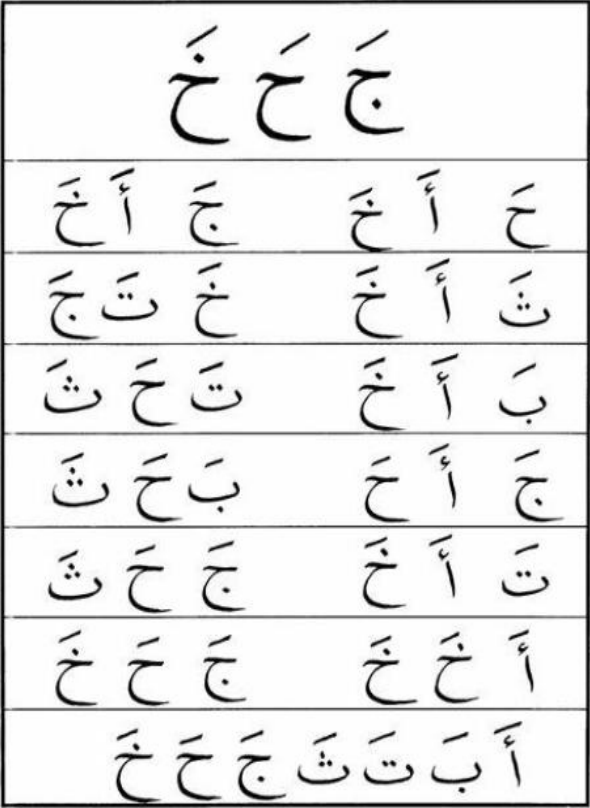 جَ حَ خَ
حَ أَ خَ جَ أَ خَ
ثَ أَ خَ خَ تَ جَ
بَ أَ خَ تَ حَ ثَ
جَ أَ حَ بَ حَ ثَ
تَ أَ خَ جَ حَ ثَ
أَ خَ خَ جَ حَ خَ
أَ بَ تَ ثَ جَ حَ خَ